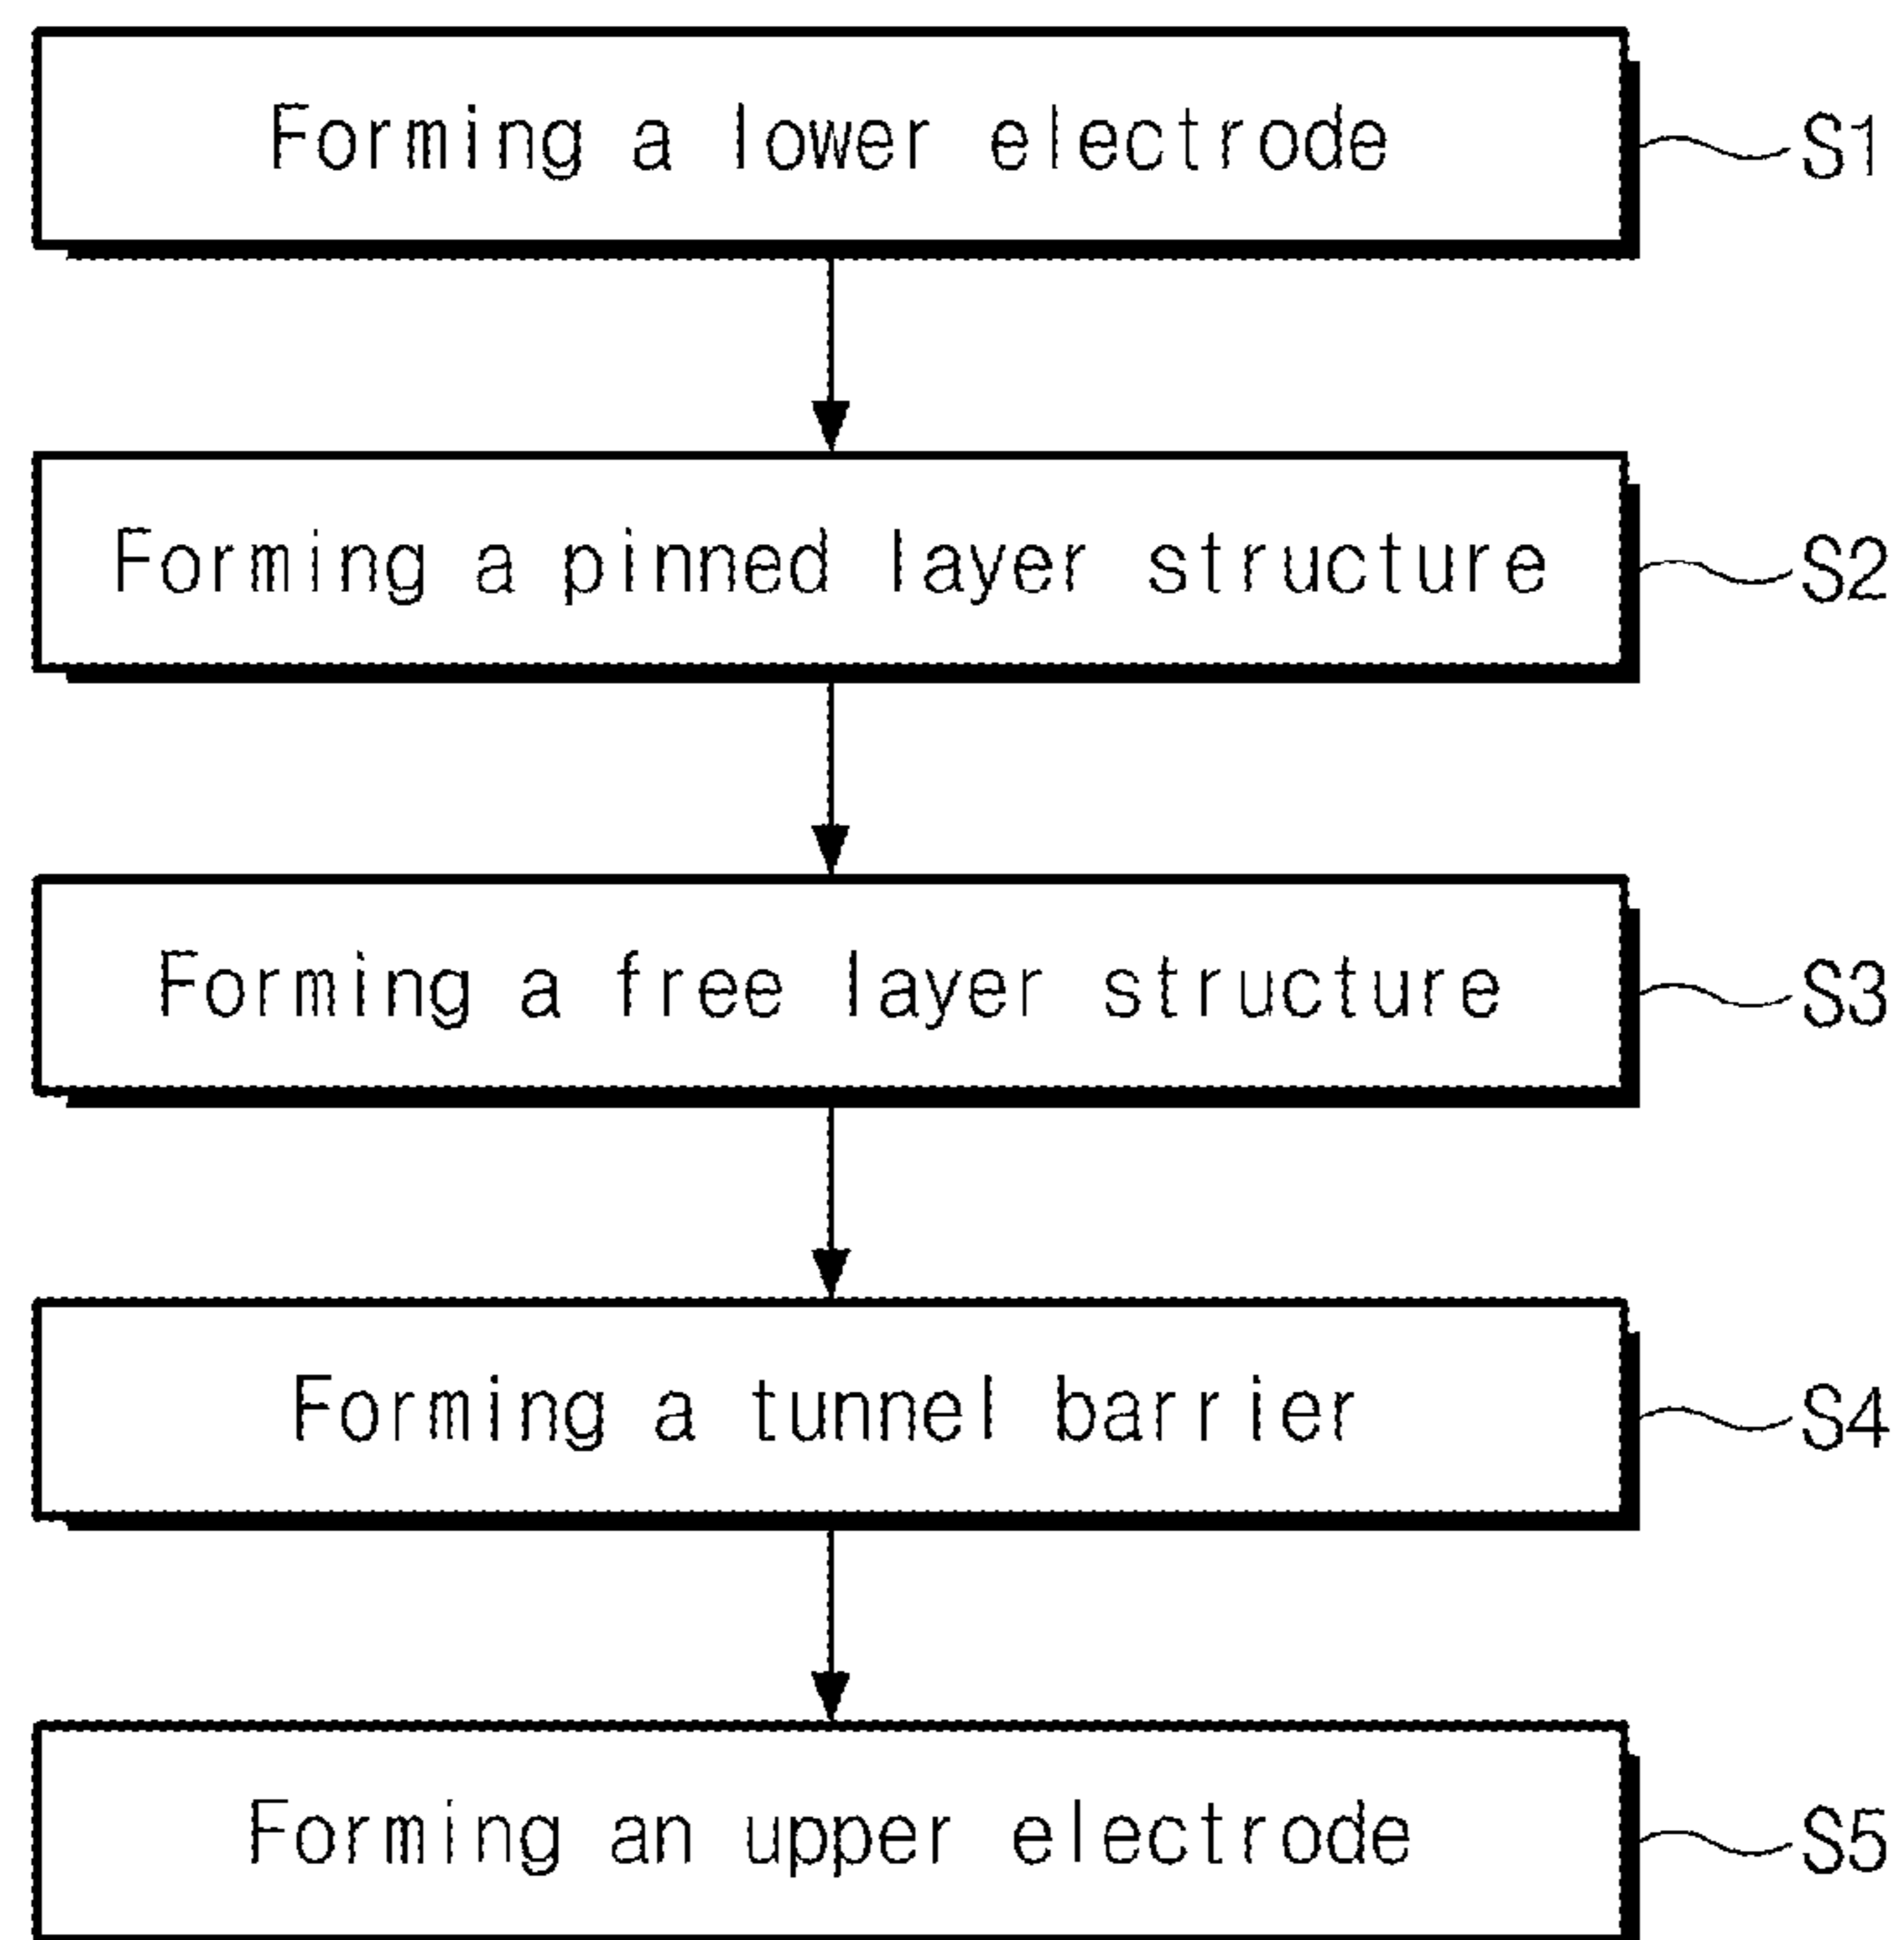 Forming a lower electrode
S1
Forming a pinned layer structure
S2
Forming a free layer structure
S3
Forming a tunnel barrier
S4
Forming an upper electrode
S5